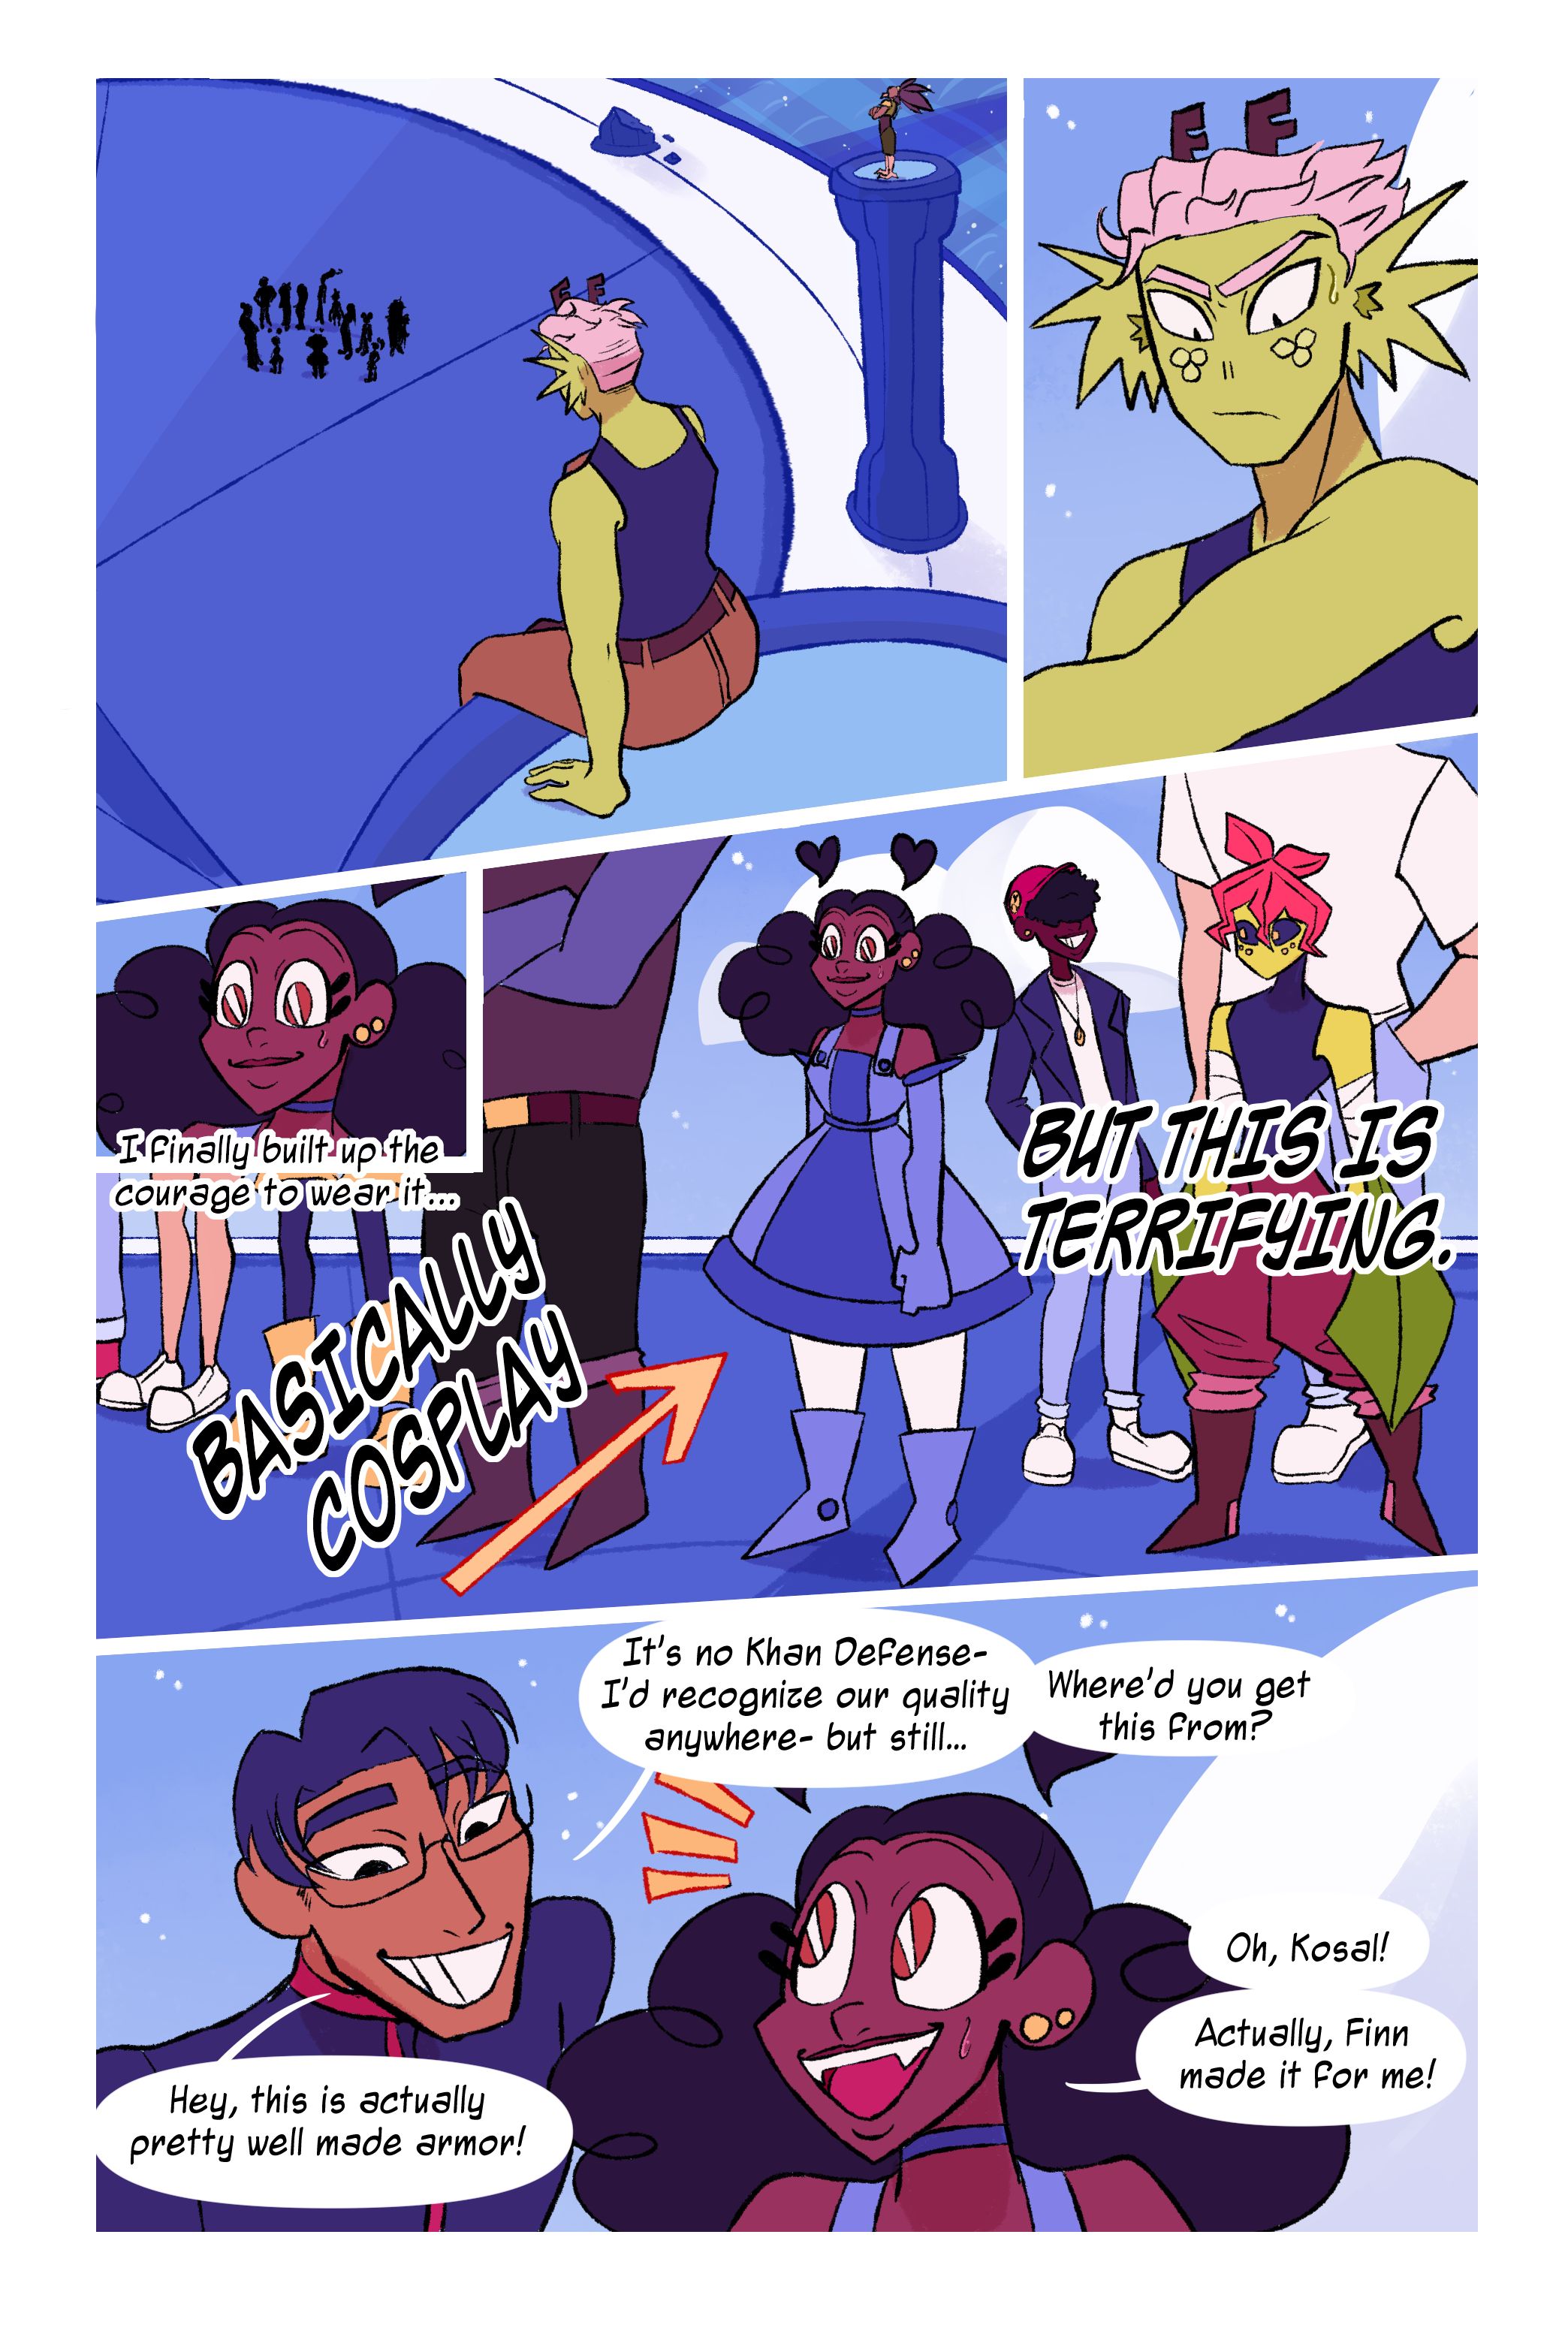 I finally built up the
courage to wear it...
BASICALLY
COSPLAY
BUT THIS IS
TERRIFYING.
It's no Khan Defense-
I'd recognize our quality
anywhere- but still...
Where'd you get
this from?
Hey, this is actually
pretty well made armor!
Oh, Kosal!
Actually, Finn
made it for me!